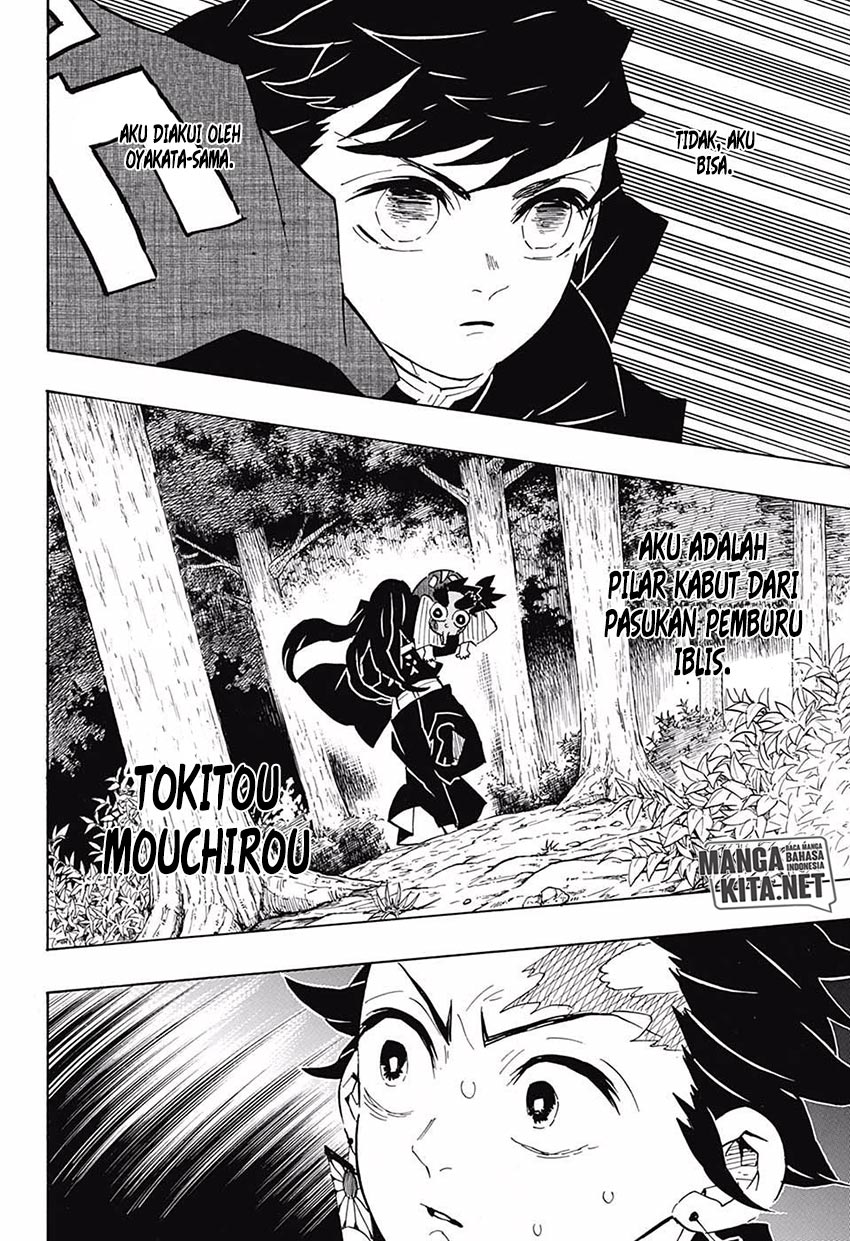 TIDAK, AKU
BISA.
AKU DIAKUI OLEH
OYAKATA-SAMA.
AKU ADALAH
PILAR KABUT DARI
PASUKAN PEMBURU
IBLIS.
TOKITOU
MOUCHIROU
MANGA
KITA.NET
BACA MANGA
BAHASA
INDONESIA